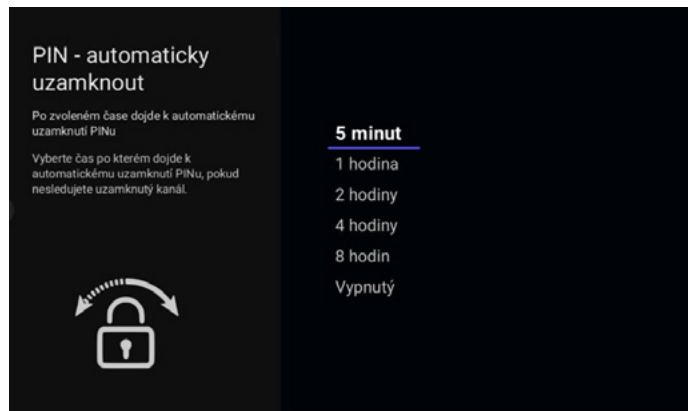 PIN - automaticky
uzamknout
Po zvoleném čase dojde k automatickému
uzamknutí PINu
Vyberte čas po kterém dojde k
automatickému uzamknutí PINu, pokud
nesledujete uzamknutý kanál.
5 minut
1 hodina
2 hodiny
4 hodiny
8 hodin
Vypnutý